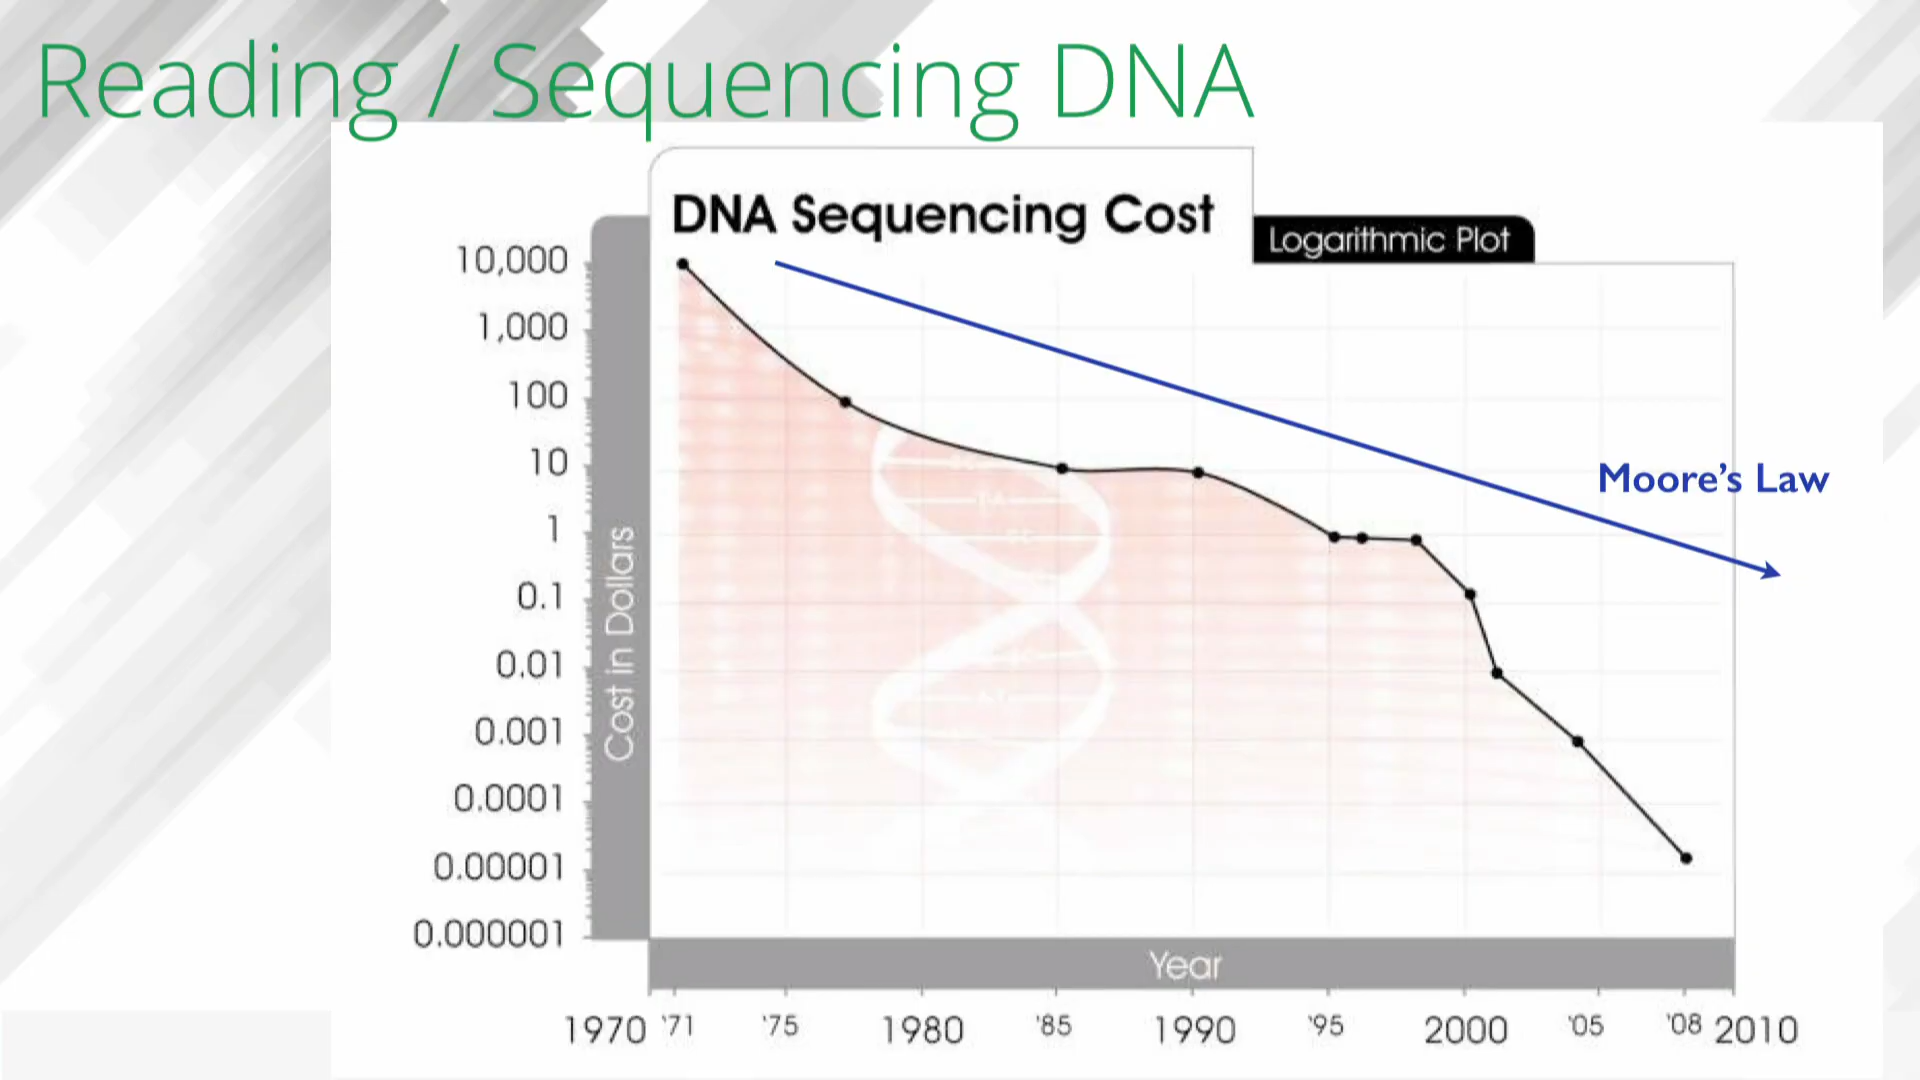 Reading / Sequencing DNA
DNA Sequencing Cost
Logarithmic Plot
10,000
1,000
100
10
1
0.1
0.01
0.001
0.0001
0.00001
0.000001
Cost in Dollars
Moore's Law
Year
1970 '71 '75 1980 '85 1990 '95 2000 '05 '08 2010